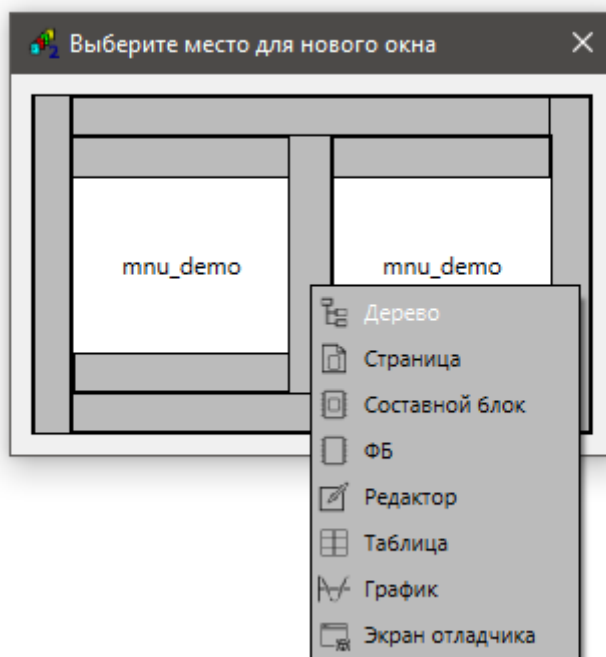 Выберите место для нового окна
mnu_demo
mnu_demo
Дерево
Страница
Составной блок
ФБ
Редактор
Таблица
График
Экран отладчика